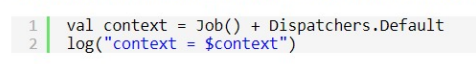 1 val context = Job() + Dispatchers.Default
2 log("context = $context")